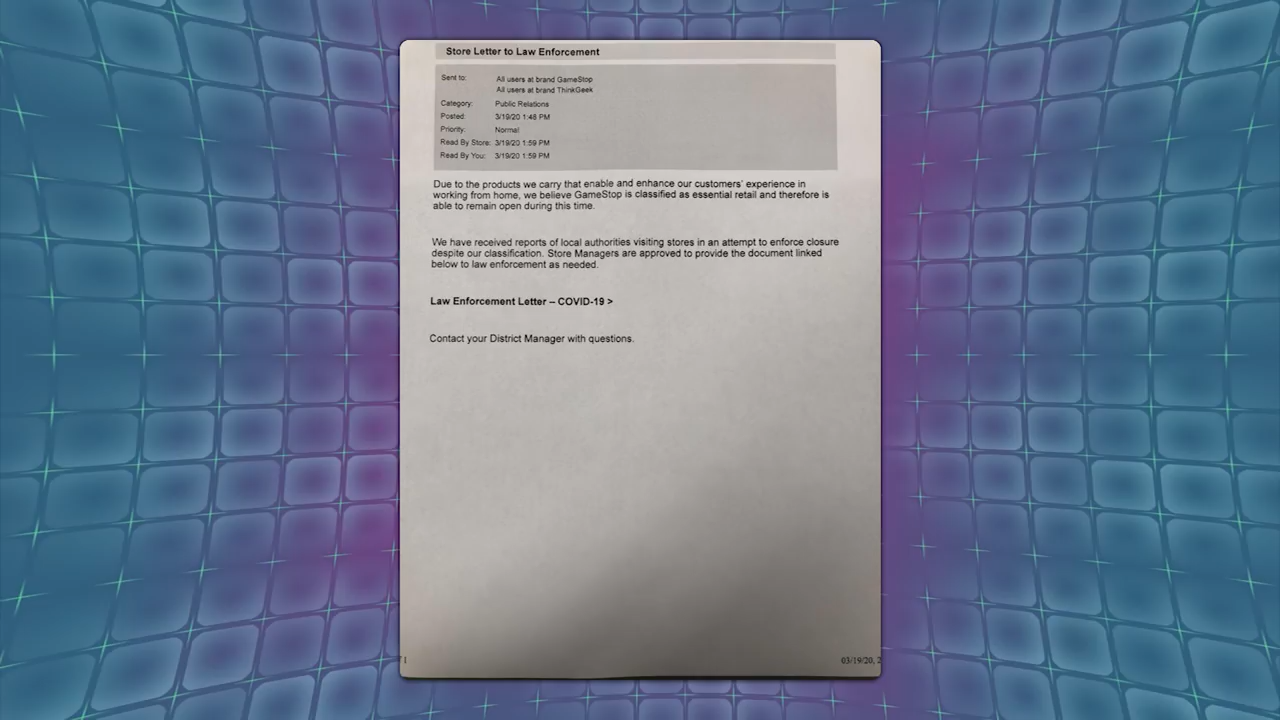 Store Letter to Law Enforcement
Sent to: All users at brand GameStop
All users at brand ThinkGeek
Category: Public Relations
Posted: 3/19/20 1:48 PM
Priority: Normal
Read By Store: 3/19/20 1:59 PM
Read By You: 3/19/20 1:59 PM
Due to the products we carry that enable and enhance our customers' experience in
working from home, we believe GameStop is classified as essential retail and therefore is
able to remain open during this time.
We have received reports of local authorities visiting stores in an attempt to enforce closure
despite our classification. Store Managers are approved to provide the document linked
below to law enforcement as needed.
Law Enforcement Letter – COVID-19 >
Contact your District Manager with questions.
1
03/19/20, 2